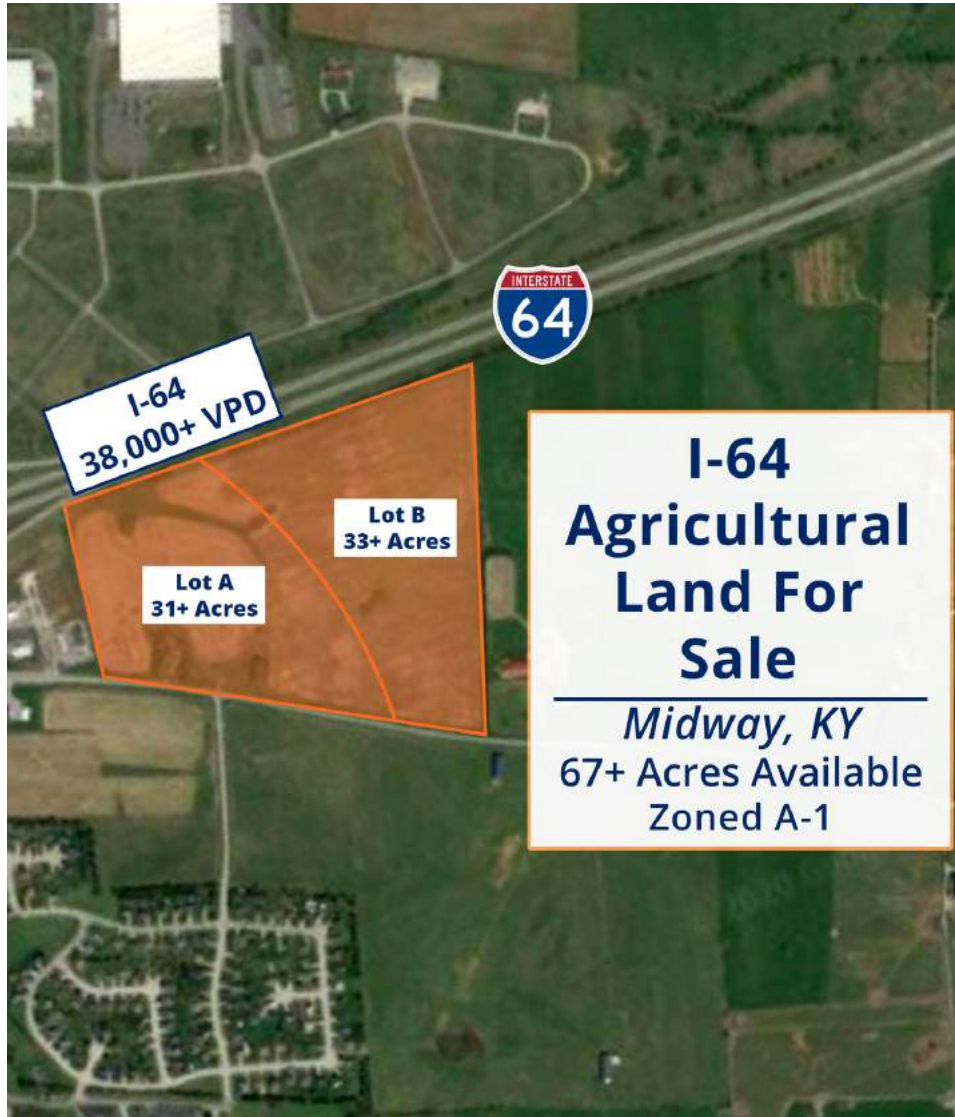 INTERSTATE
64
I-64
38,000+ VPD
Lot B
33+ Acres
Lot A
31+ Acres
I-64
Agricultural
Land For
Sale
Midway, KY
67+ Acres Available
Zoned A-1